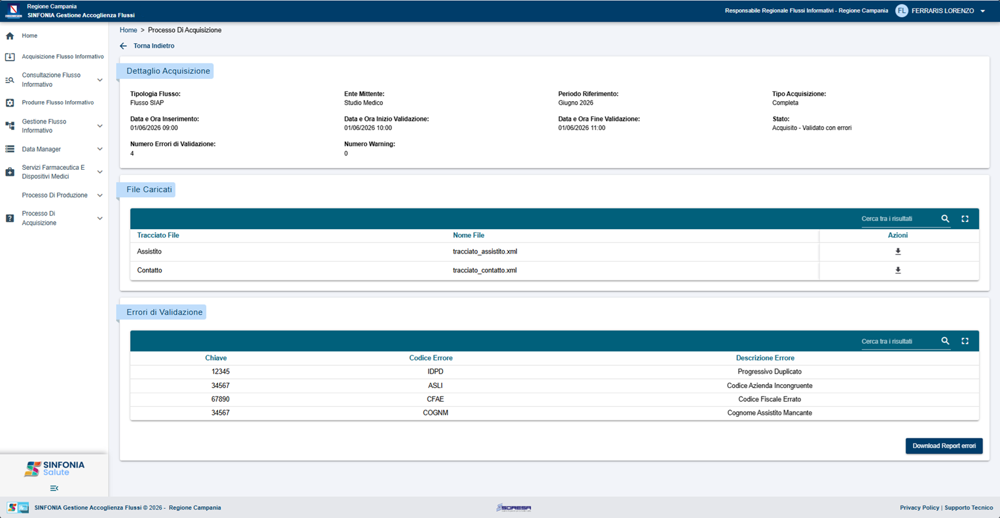 Regione Campania
SINFONIA Gestione Accoglienza Flussi
Responsabile Regionale Flussi Informativi - Regione Campania
FL
FERRARIS LORENZO
Home
Acquisizione Flusso Informativo
Consultazione Flusso
Informativo
Produrre Flusso Informativo
Gestione Flusso
Informativo
Data Manager
Servizi Farmaceutica E
Dispositivi Medici
Processo Di Produzione
Processo Di
Acquisizione
SINFONIA
Salute
Home > Processo Di Acquisizione
Torna Indietro
Dettaglio Acquisizione
Tipologia Flusso:
Flusso SIAP
Ente Mittente:
Studio Medico
Periodo Riferimento:
Giugno 2026
Tipo Acquisizione:
Completa
Data e Ora Inserimento:
01/06/2026 09:00
Data e Ora Inizio Validazione:
01/06/2026 10:00
Data e Ora Fine Validazione:
01/06/2026 11:00
Stato:
Acquisito - Validato con errori
Numero Errori di Validazione:
4
Numero Warning:
0
File Caricati
Cerca tra i risultati
Tracciato File Nome File Azioni
Assistito tracciato_assistito.xml
Contatto tracciato_contatto.xml
Errori di Validazione
Cerca tra i risultati
Chiave Codice Errore Descrizione Errore
12345 IDPD Progressivo Duplicato
34567 ASLI Codice Azienda Incongruente
67890 CFAE Codice Fiscale Errato
34567 COGNM Cognome Assistito Mancante
Download Report errori
SINFONIA Gestione Accoglienza Flussi © 2026 - Regione Campania
SORESA
Privacy Policy | Supporto Tecnico